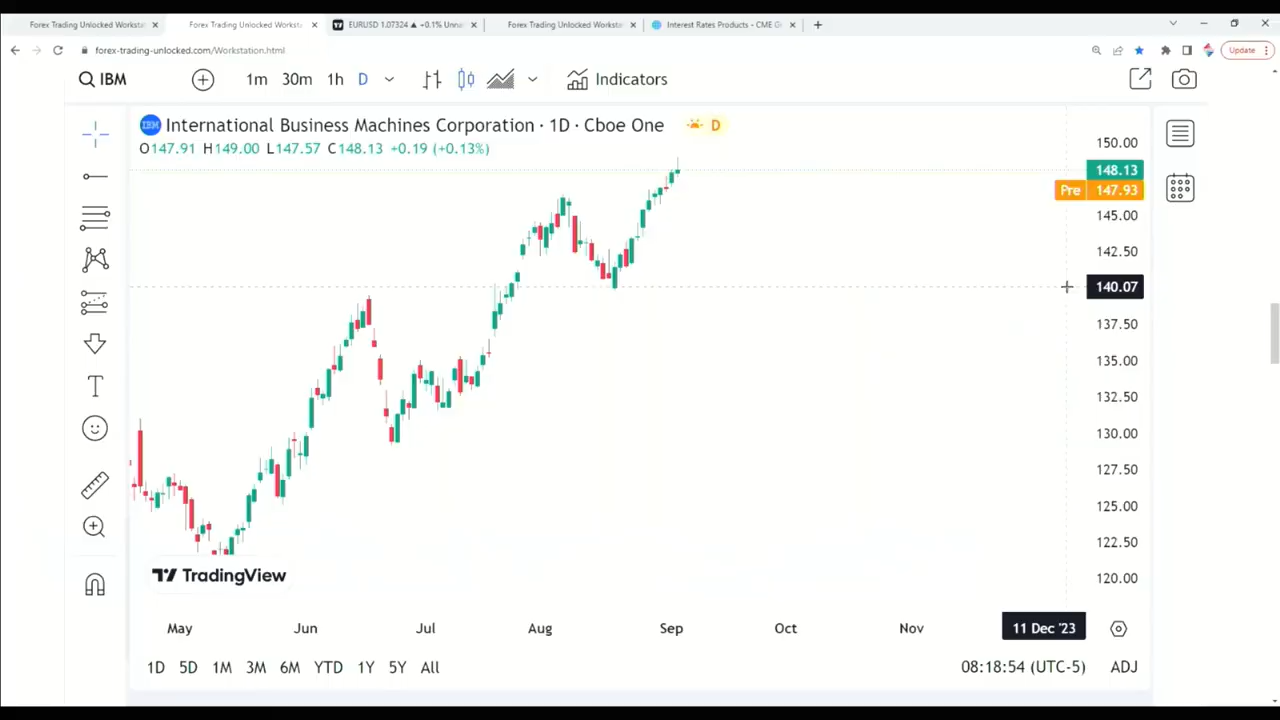 Forex Trading Unlocked Workst
Forex Trading Unlocked Workst
EURUSD 1.07324 ▲ +0.1% Unna
Forex Trading Unlocked Workst
Interest Rates Products - CME G
forex-trading-unlocked.com/Workstation.html
Update
IBM
1m 30m 1h D
Indicators
IBM International Business Machines Corporation · 1D · Cboe One D
O147.91 H149.00 L147.57 C148.13 +0.19 (+0.13%)
150.00
148.13
Pre 147.93
145.00
142.50
140.07
137.50
135.00
132.50
130.00
127.50
125.00
122.50
120.00
T
TradingView
May Jun Jul Aug Sep Oct Nov 11 Dec '23
1D 5D 1M 3M 6M YTD 1Y 5Y All 08:18:54 (UTC-5) ADJ